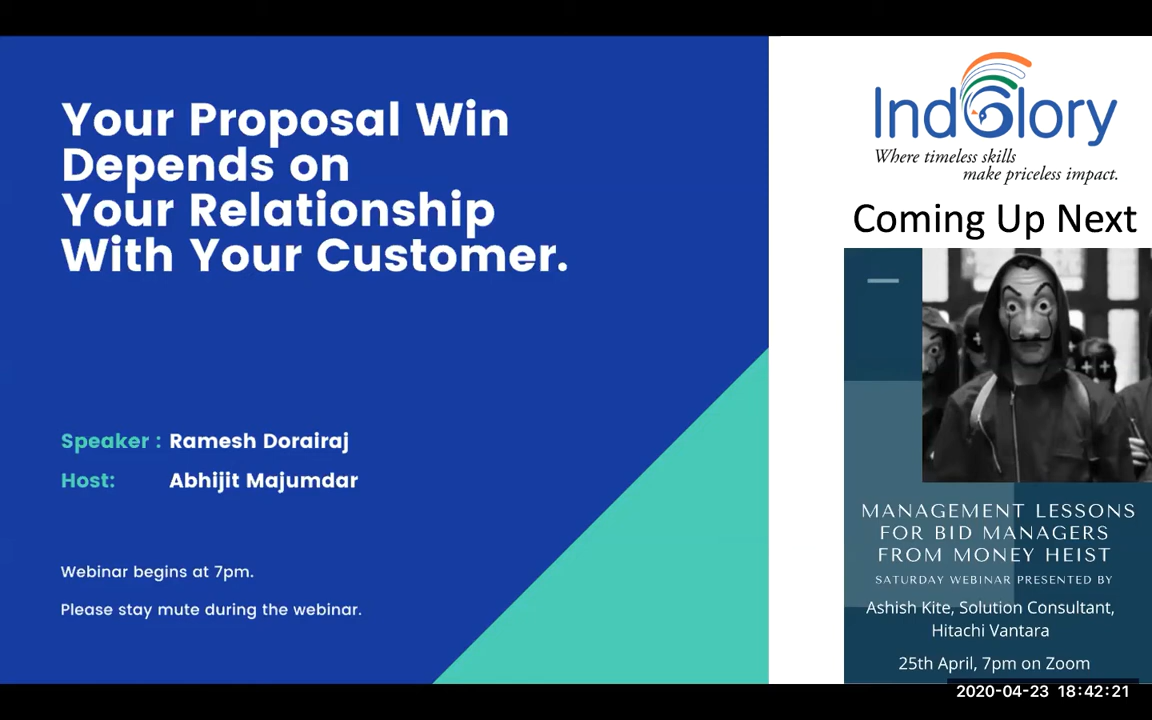 Your Proposal Win
Depends on
Your Relationship
With Your Customer.
Speaker : Ramesh Dorairaj
Host: Abhijit Majumdar
Webinar begins at 7pm.
Please stay mute during the webinar.
IndGlory
Where timeless skills
make priceless impact.
Coming Up Next
MANAGEMENT LESSONS
FOR BID MANAGERS
FROM MONEY HEIST
SATURDAY WEBINAR PRESENTED BY
Ashish Kite, Solution Consultant,
Hitachi Vantara
25th April, 7pm on Zoom
2020-04-23 18:42:21